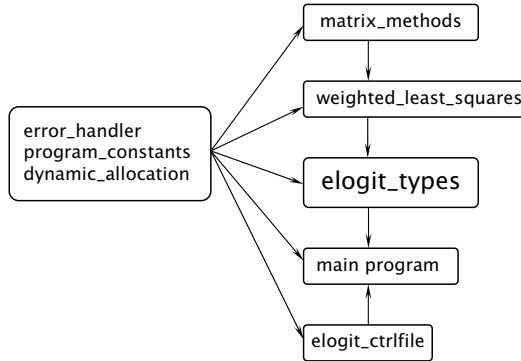 matrix_methods
error_handler
program_constants
dynamic_allocation
weighted_least_squares
elogit_types
main program
elogit_ctrlfile